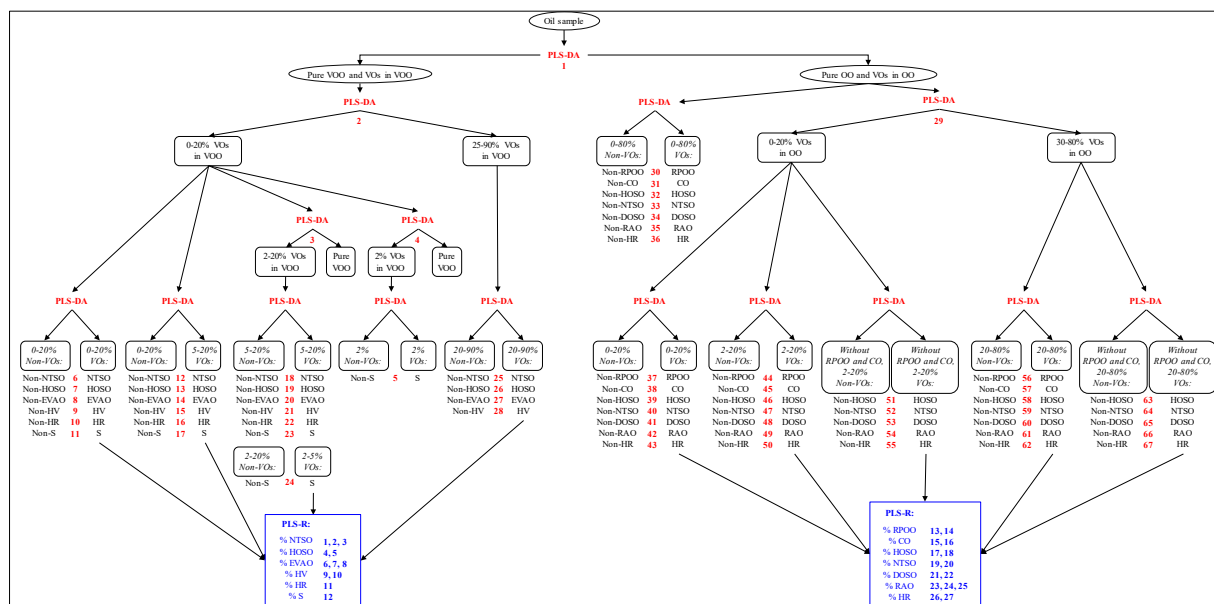 Oil sample
PLS-DA
1
Pure VOO and VOs in VOO
Pure OO and VOs in OO
PLS-DA
2
PLS-DA
PLS-DA
29
0-20% VOs
in VOO
25-90% VOs
in VOO
0-80%
Non-VOs:
0-80%
VOs:
Non-RPOO 30 RPOO
Non-CO 31 CO
Non-HOSO 32 HOSO
Non-NTSO 33 NTSO
Non-DOSO 34 DOSO
Non-RAO 35 RAO
Non-HR 36 HR
0-20% VOs
in OO
30-80% VOs
in OO
PLS-DA
3
PLS-DA
4
2-20% VOs
in VOO
Pure
VOO
2% VOs
in VOO
Pure
VOO
PLS-DA
0-20%
Non-VOs:
0-20%
VOs:
Non-NTSO 6 NTSO
Non-HOSO 7 HOSO
Non-EVAO 8 EVAO
Non-HV 9 HV
Non-HR 10 HR
Non-S 11 S
PLS-DA
0-20%
Non-VOs:
5-20%
VOs:
Non-NTSO 12 NTSO
Non-HOSO 13 HOSO
Non-EVAO 14 EVAO
Non-HV 15 HV
Non-HR 16 HR
Non-S 17 S
PLS-DA
5-20%
Non-VOs:
5-20%
VOs:
Non-NTSO 18 NTSO
Non-HOSO 19 HOSO
Non-EVAO 20 EVAO
Non-HV 21 HV
Non-HR 22 HR
Non-S 23 S
2-20%
Non-VOs:
2-5%
VOs:
Non-S 24 S
PLS-DA
2%
Non-VOs:
2%
VOs:
Non-S 5 S
PLS-DA
20-90%
Non-VOs:
20-90%
VOs:
Non-NTSO 25 NTSO
Non-HOSO 26 HOSO
Non-EVAO 27 EVAO
Non-HV 28 HV
PLS-DA
0-20%
Non-VOs:
0-20%
VOs:
Non-RPOO 37 RPOO
Non-CO 38 CO
Non-HOSO 39 HOSO
Non-NTSO 40 NTSO
Non-DOSO 41 DOSO
Non-RAO 42 RAO
Non-HR 43 HR
PLS-DA
2-20%
Non-VOs:
2-20%
VOs:
Non-RPOO 44 RPOO
Non-CO 45 CO
Non-HOSO 46 HOSO
Non-NTSO 47 NTSO
Non-DOSO 48 DOSO
Non-RAO 49 RAO
Non-HR 50 HR
PLS-DA
Without
RPOO and CO,
2-20%
Non-VOs:
Without
RPOO and CO,
2-20%
VOs:
Non-HOSO 51 HOSO
Non-NTSO 52 NTSO
Non-DOSO 53 DOSO
Non-RAO 54 RAO
Non-HR 55 HR
PLS-DA
20-80%
Non-VOs:
20-80%
VOs:
Non-RPOO 56 RPOO
Non-CO 57 CO
Non-HOSO 58 HOSO
Non-NTSO 59 NTSO
Non-DOSO 60 DOSO
Non-RAO 61 RAO
Non-HR 62 HR
PLS-DA
Without
RPOO and CO,
20-80%
Non-VOs:
Without
RPOO and CO,
20-80%
VOs:
Non-HOSO 63 HOSO
Non-NTSO 64 NTSO
Non-DOSO 65 DOSO
Non-RAO 66 RAO
Non-HR 67 HR
PLS-R:
% NTSO 1, 2, 3
% HOSO 4, 5
% EVAO 6, 7, 8
% HV 9, 10
% HR 11
% S 12
PLS-R:
% RPOO 13, 14
% CO 15, 16
% HOSO 17, 18
% NTSO 19, 20
% DOSO 21, 22
% RAO 23, 24, 25
% HR 26, 27